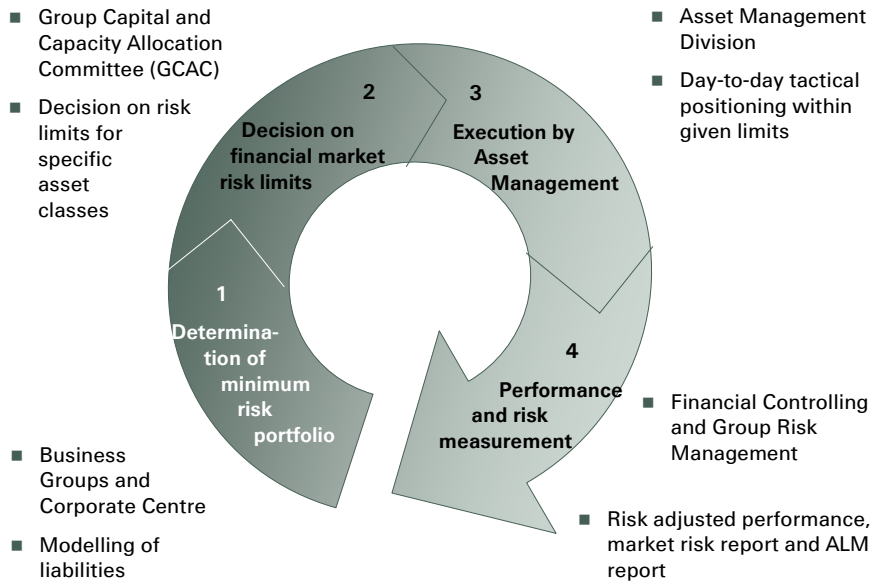 Group Capital and
Capacity Allocation
Committee (GCAC)
Decision on risk
limits for
specific
asset
classes
Asset Management
Division
Day-to-day tactical
positioning within
given limits
2
Decision on
financial market
risk limits
3
Execution by
Asset
Management
1
Determina-
tion of
minimum
risk
portfolio
4
Performance
and risk
measurement
Business
Groups and
Corporate Centre
Modelling of
liabilities
Financial Controlling
and Group Risk
Management
Risk adjusted performance,
market risk report and ALM
report